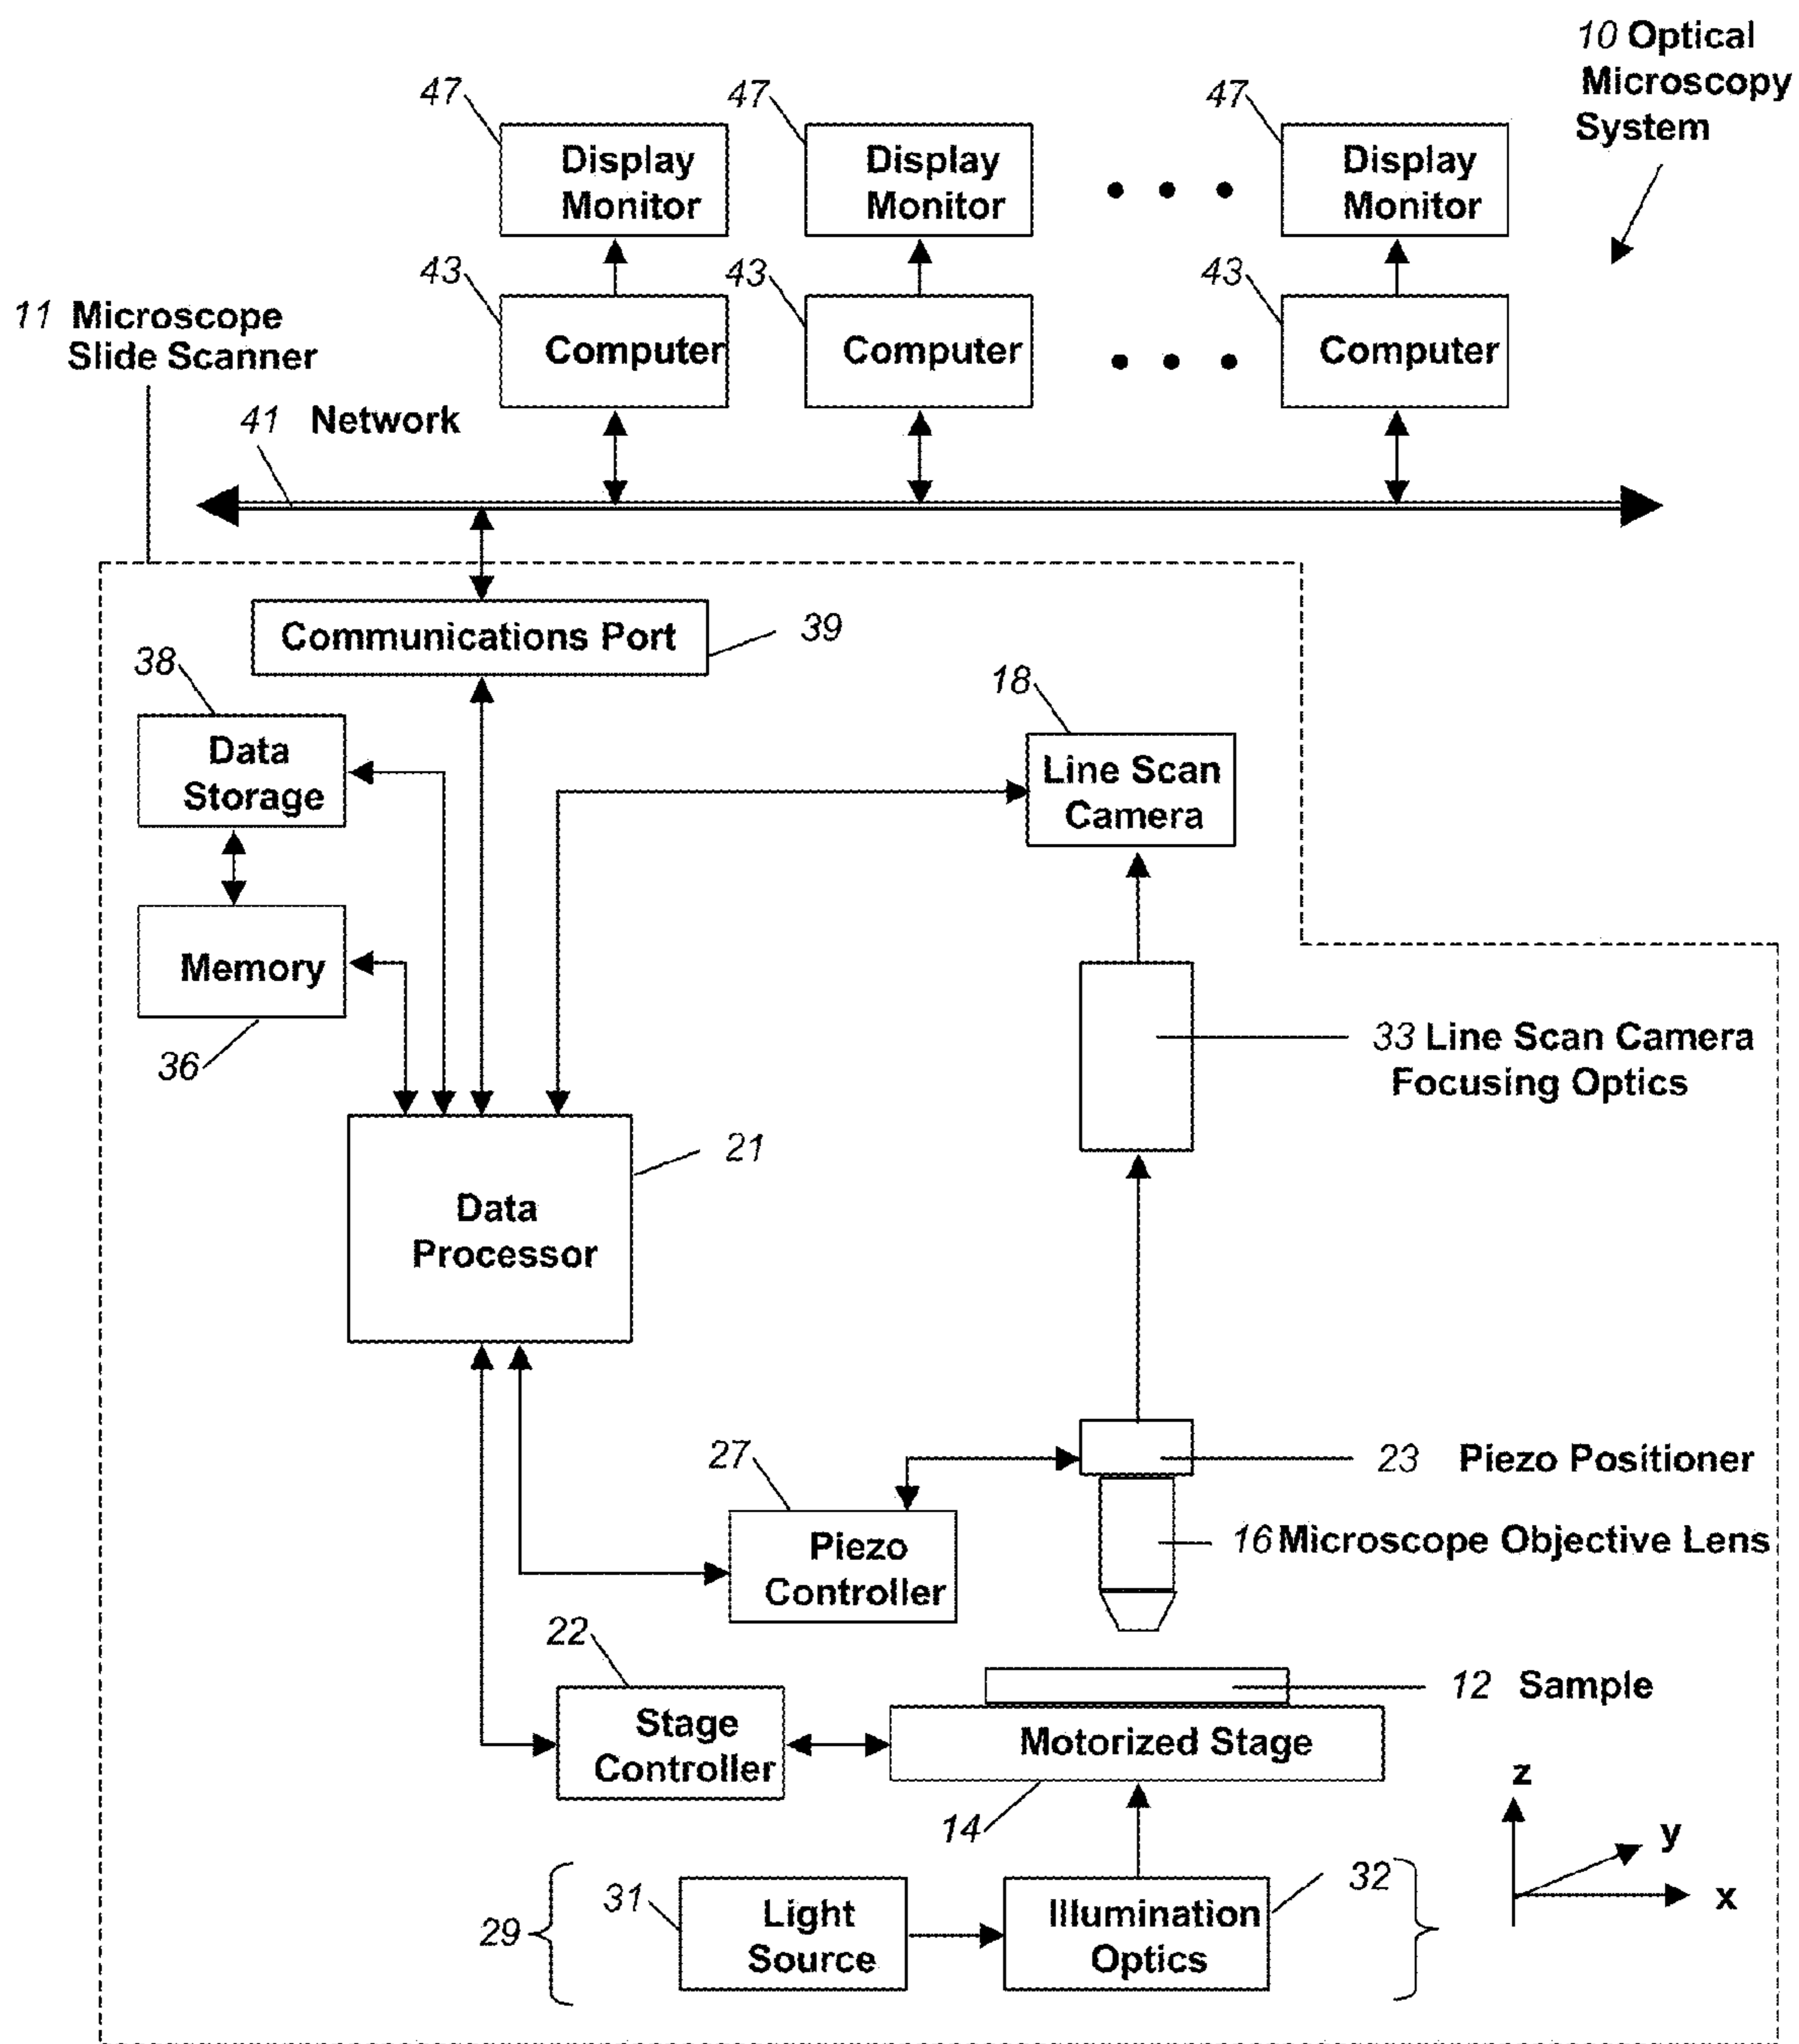 10 Optical
Microscopy
System
47
47
47
Display
Monitor
Display
Monitor
Display
Monitor
43
43
43
11 Microscope
Slide Scanner
Computer
Computer
Computer
41 Network
Communications Port
39
38
18
Data
Storage
Line Scan
Camera
Memory
36
33 Line Scan Camera
Focusing Optics
21
Data
Processor
27
23 Piezo Positioner
Piezo
Controller
16 Microscope Objective Lens
22
12 Sample
Stage
Controller
Motorized Stage
14
z
y
x
29
31
Light
Source
Illumination
Optics
32